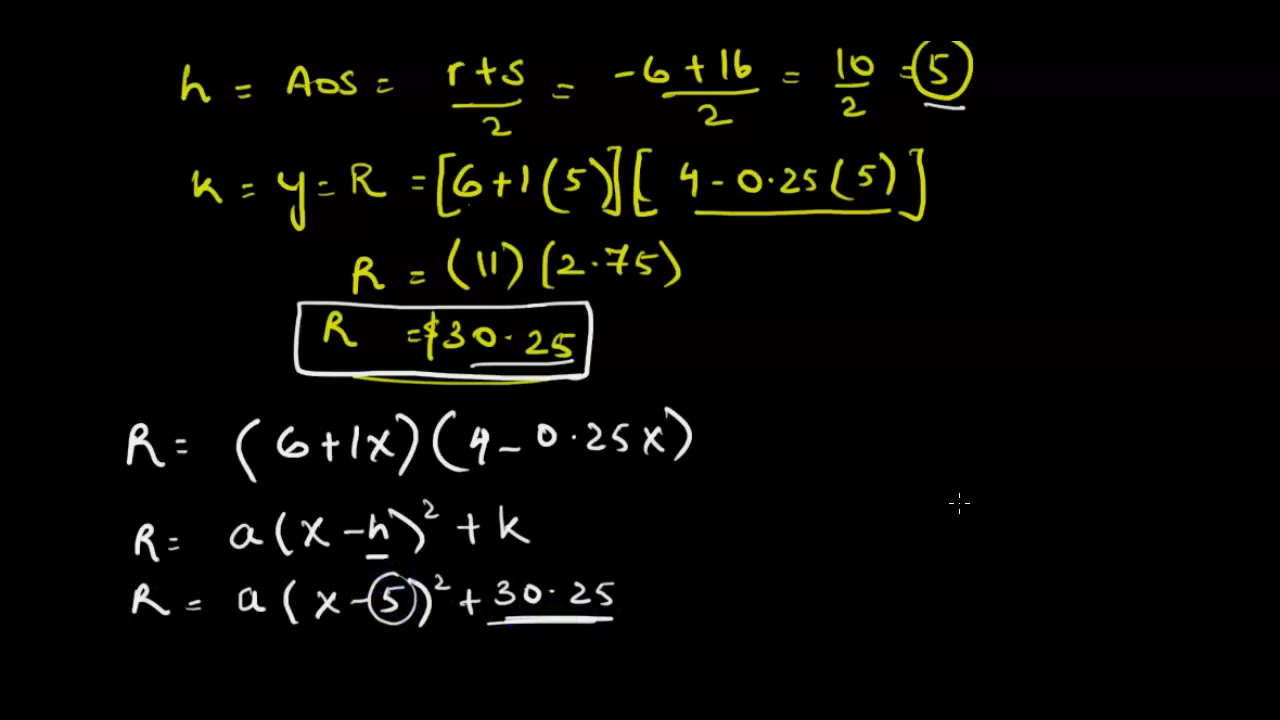 h = AOS = r+s/2 = -6+16/2 = 10/2 = 5
k = y = R = [6+1(5)][4-0.25(5)]
R = (11)(2.75)
R = $30.25
R = (6+1x)(4-0.25x)
R = a(x-h)² + k
R = a(x-5)² + 30.25